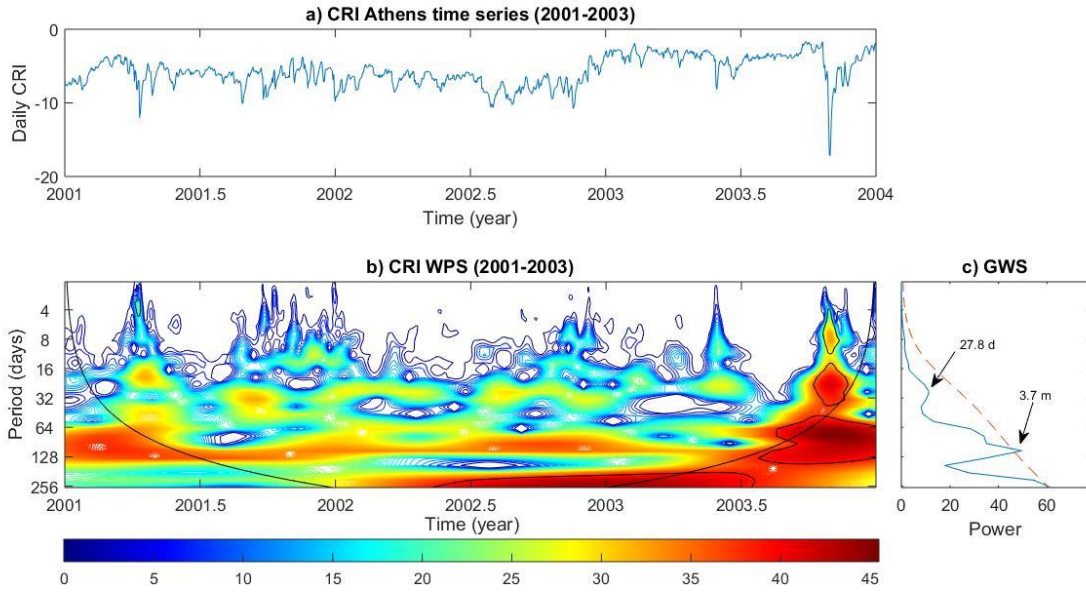 a) CRI Athens time series (2001-2003)
Daily CRI
0
-10
-20
2001 2001.5 2002 2002.5 2003 2003.5 2004
Time (year)
b) CRI WPS (2001-2003)
Period (days)
4
8
16
32
64
128
256
2001 2001.5 2002 2002.5 2003 2003.5
Time (year)
0 5 10 15 20 25 30 35 40 45
c) GWS
27.8 d
3.7 m
0 20 40 60
Power